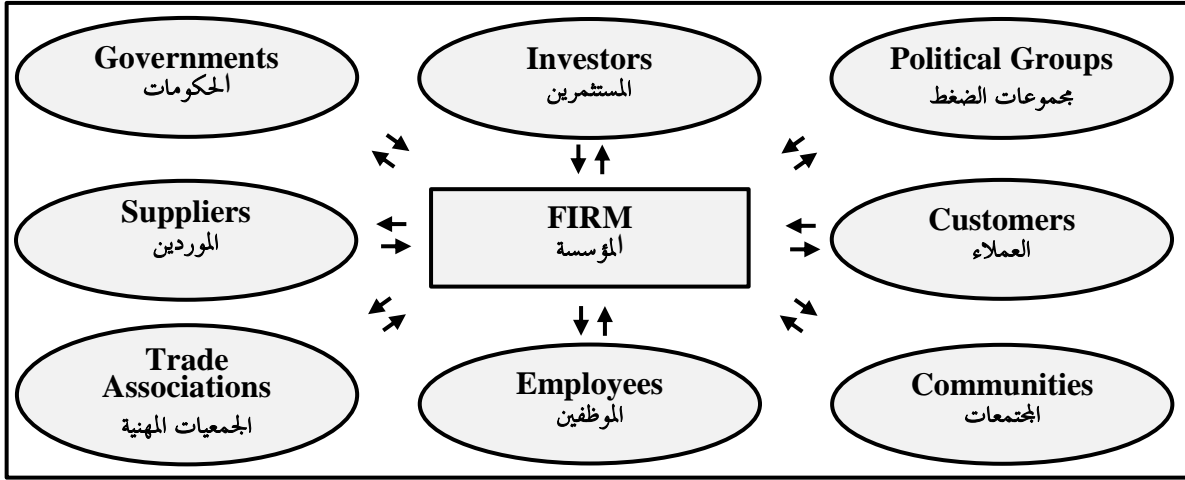 Governments
الحكومات
Investors
المستثمرين
Political Groups
مجموعات الضغط
Suppliers
الموردين
FIRM
المؤسسة
Customers
العملاء
Trade
Associations
الجمعيات المهنية
Employees
الموظفين
Communities
المجتمعات